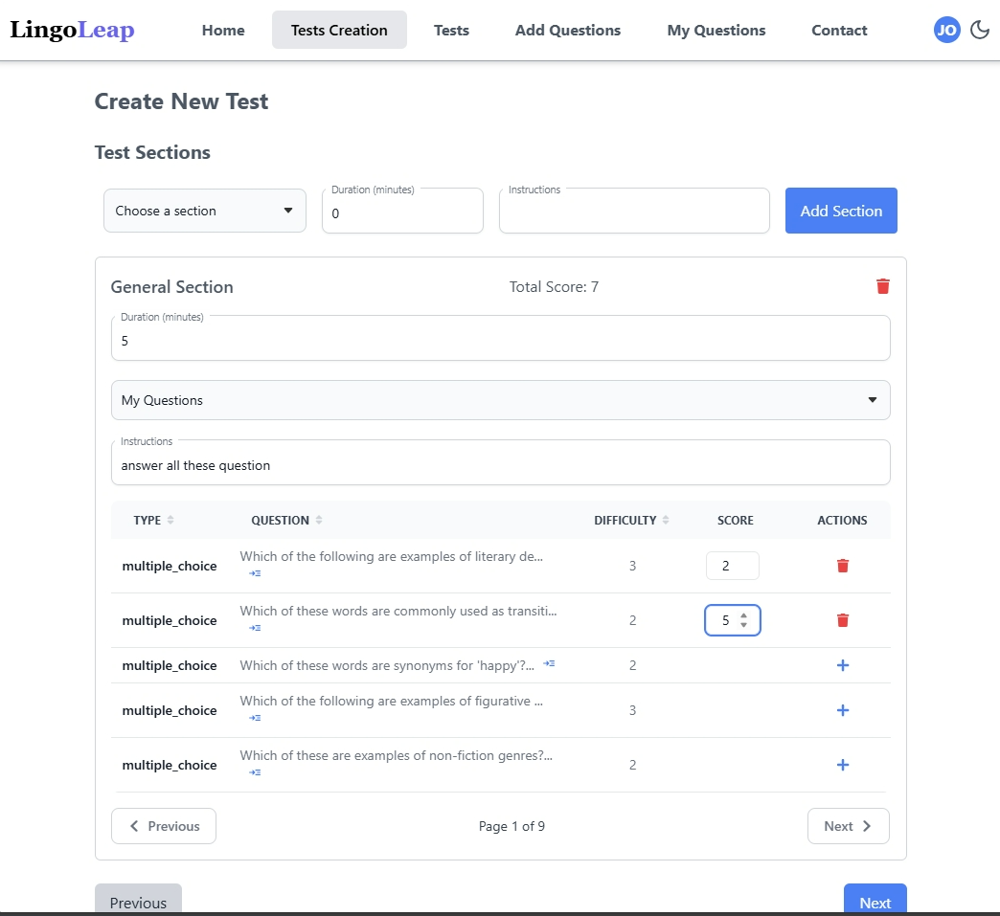 LingoLeap Home Tests Creation Tests Add Questions My Questions Contact JO
Create New Test
Test Sections
Choose a section Duration (minutes) 0 Instructions Add Section
General Section Total Score: 7
Duration (minutes)
5
My Questions
Instructions
answer all these question
TYPE QUESTION DIFFICULTY SCORE ACTIONS
multiple_choice Which of the following are examples of literary de... 3 2
multiple_choice Which of these words are commonly used as transiti... 2 5
multiple_choice Which of these words are synonyms for 'happy'?... 2
multiple_choice Which of the following are examples of figurative ... 3
multiple_choice Which of these are examples of non-fiction genres?... 2
Previous Page 1 of 9 Next
Previous Next